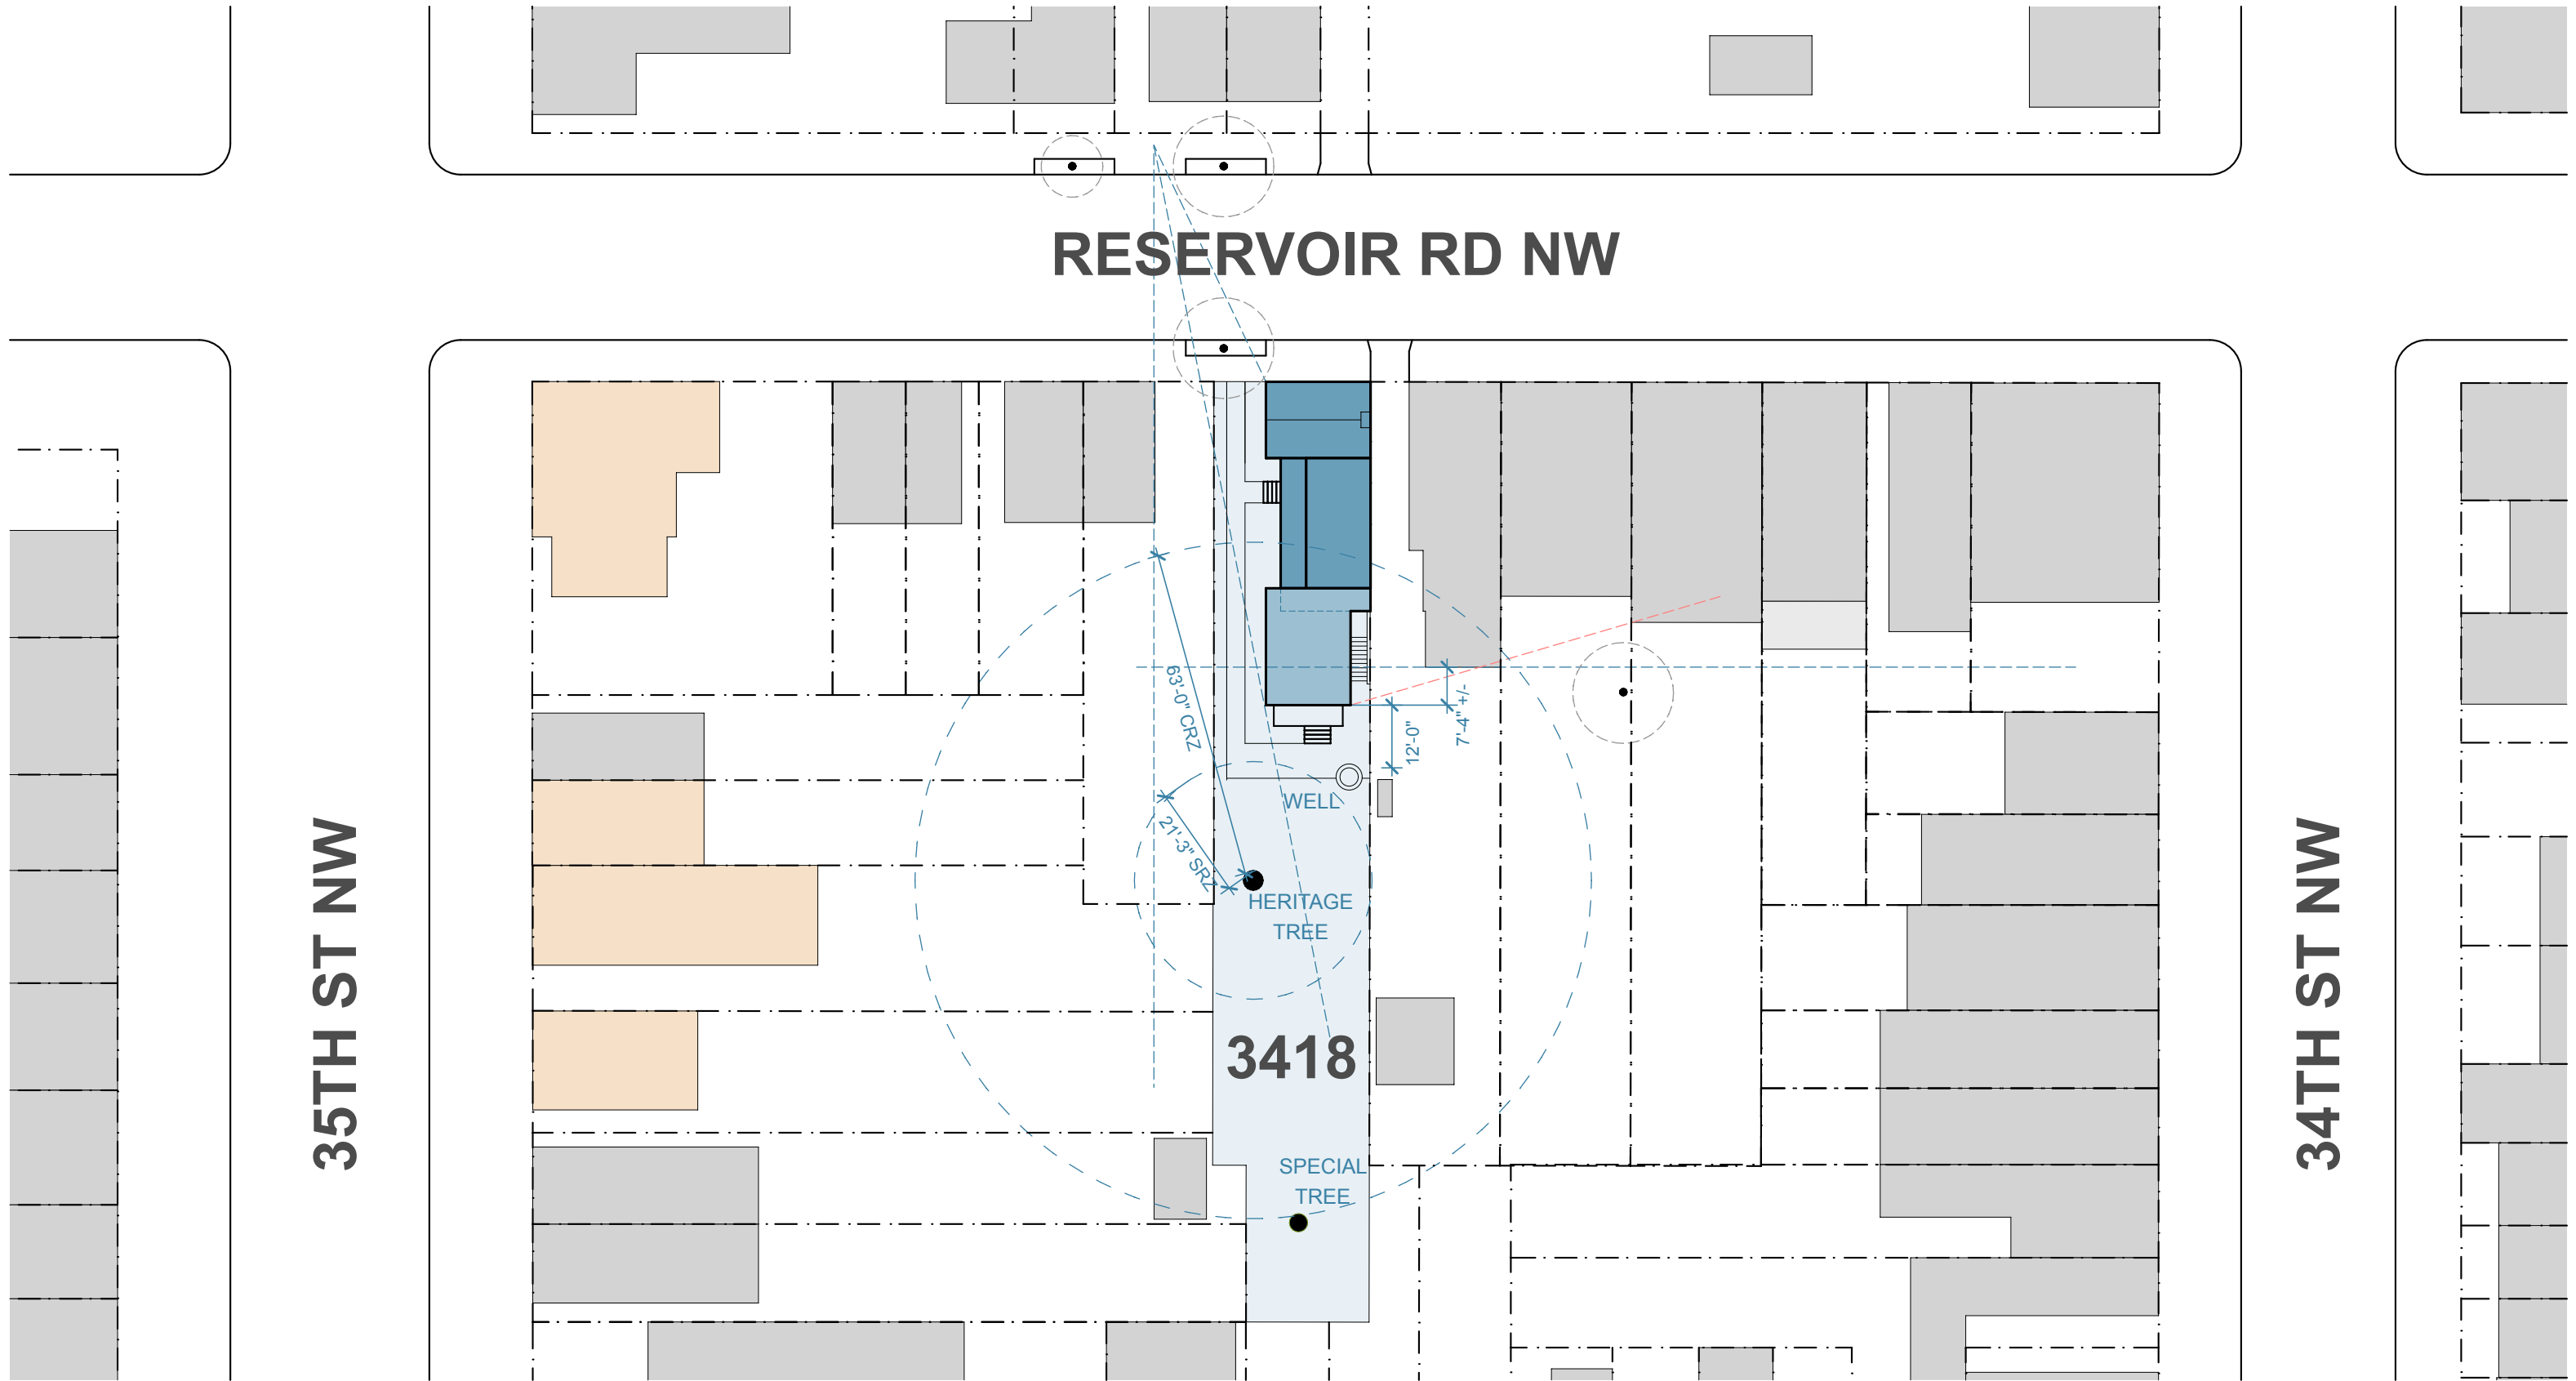 RESERVOIR RD NW
63'-0" CRZ
7'-4" +/-
12'-0"
WELL
21'-3" SRZ
HERITAGE
TREE
35TH ST NW
34TH ST NW
3418
SPECIAL
TREE